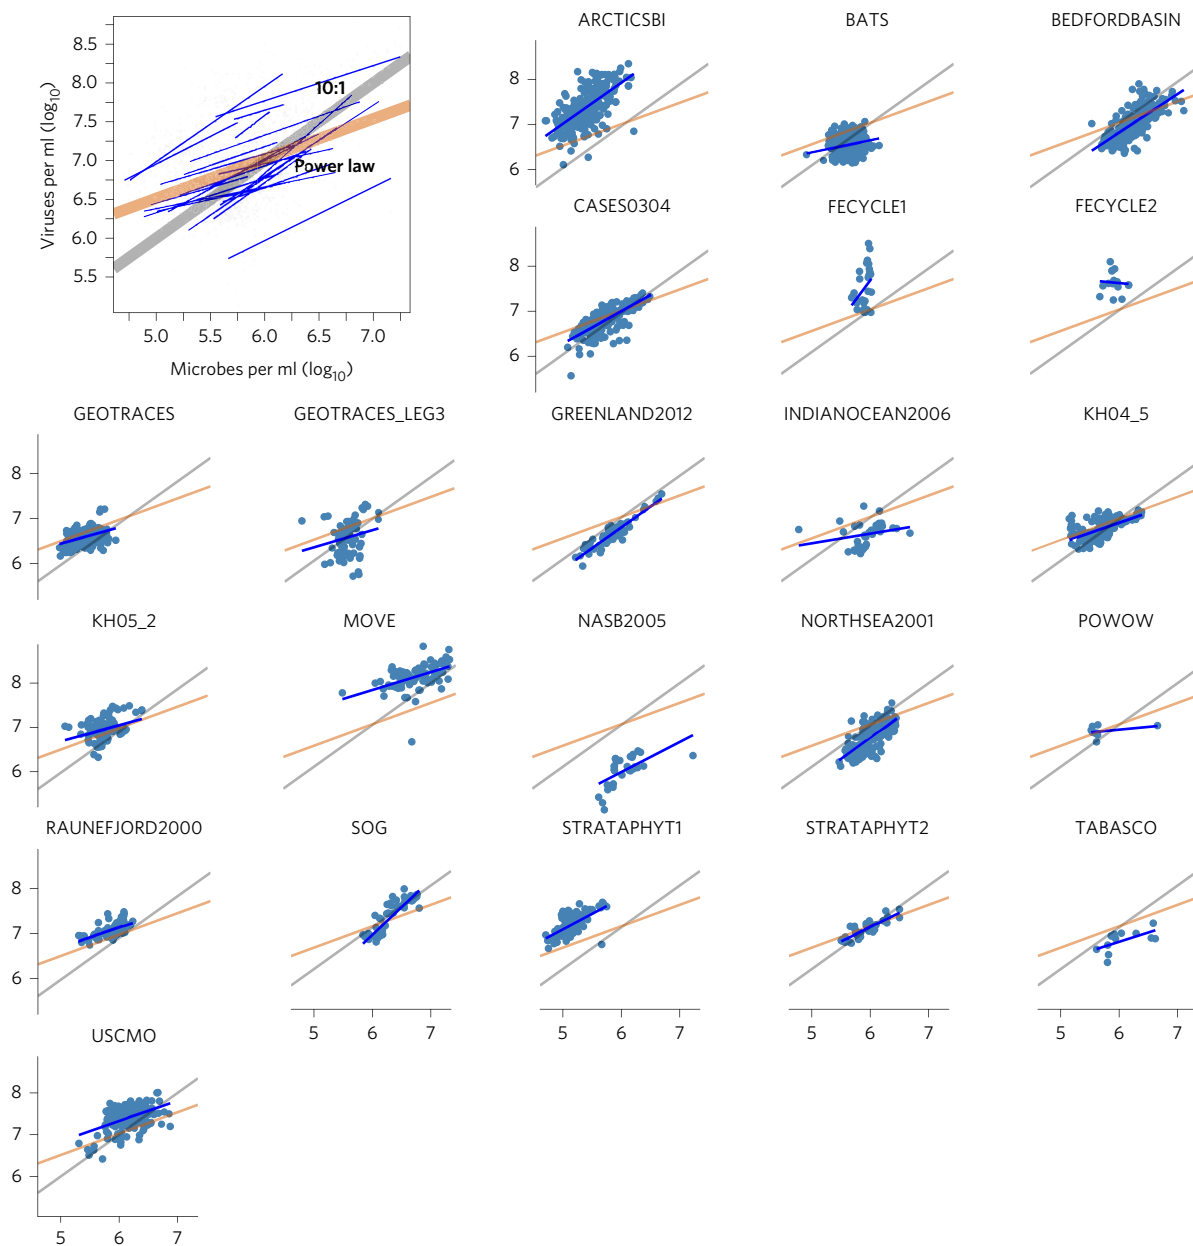 ARCTICSBI BATS BEDFORDBASIN
8.5
8.0
7.5
7.0
6.5
6.0
5.5
10:1
Power law
Viruses per ml (log10)
5.0 5.5 6.0 6.5 7.0
Microbes per ml (log10)
8
7
6
CASES0304 FECYCLE1 FECYCLE2
8
7
6
GEOTRACES GEOTRACES_LEG3 GREENLAND2012 INDIANOCEAN2006 KH04_5
8
7
6
KH05_2 MOVE NASB2005 NORTHSEA2001 POWOW
8
7
6
RAUNEFJORD2000 SOG STRATAPHYT1 STRATAPHYT2 TABASCO
8
7
6
5 6 7 5 6 7 5 6 7 5 6 7
USCMO
8
7
6
5 6 7